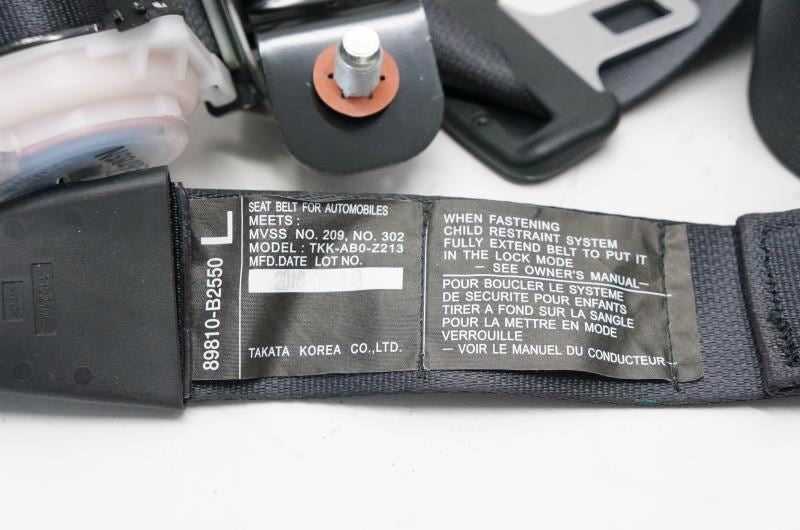 89810-B2550
L
SEAT BELT FOR AUTOMOBILES
MEETS :
MVSS NO. 209, NO. 302
MODEL : TKK-AB0-Z213
MFD.DATE LOT NO.
TAKATA KOREA CO.,LTD.
WHEN FASTENING
CHILD RESTRAINT SYSTEM
FULLY EXTEND BELT TO PUT IT
IN THE LOCK MODE
— SEE OWNER'S MANUAL—
POUR BOUCLER LE SYSTEME
DE SECURITE POUR ENFANTS
TIRER A FOND SUR LA SANGLE
POUR LA METTRE EN MODE
VERROUILLE
— VOIR LE MANUEL DU CONDUCTEUR—